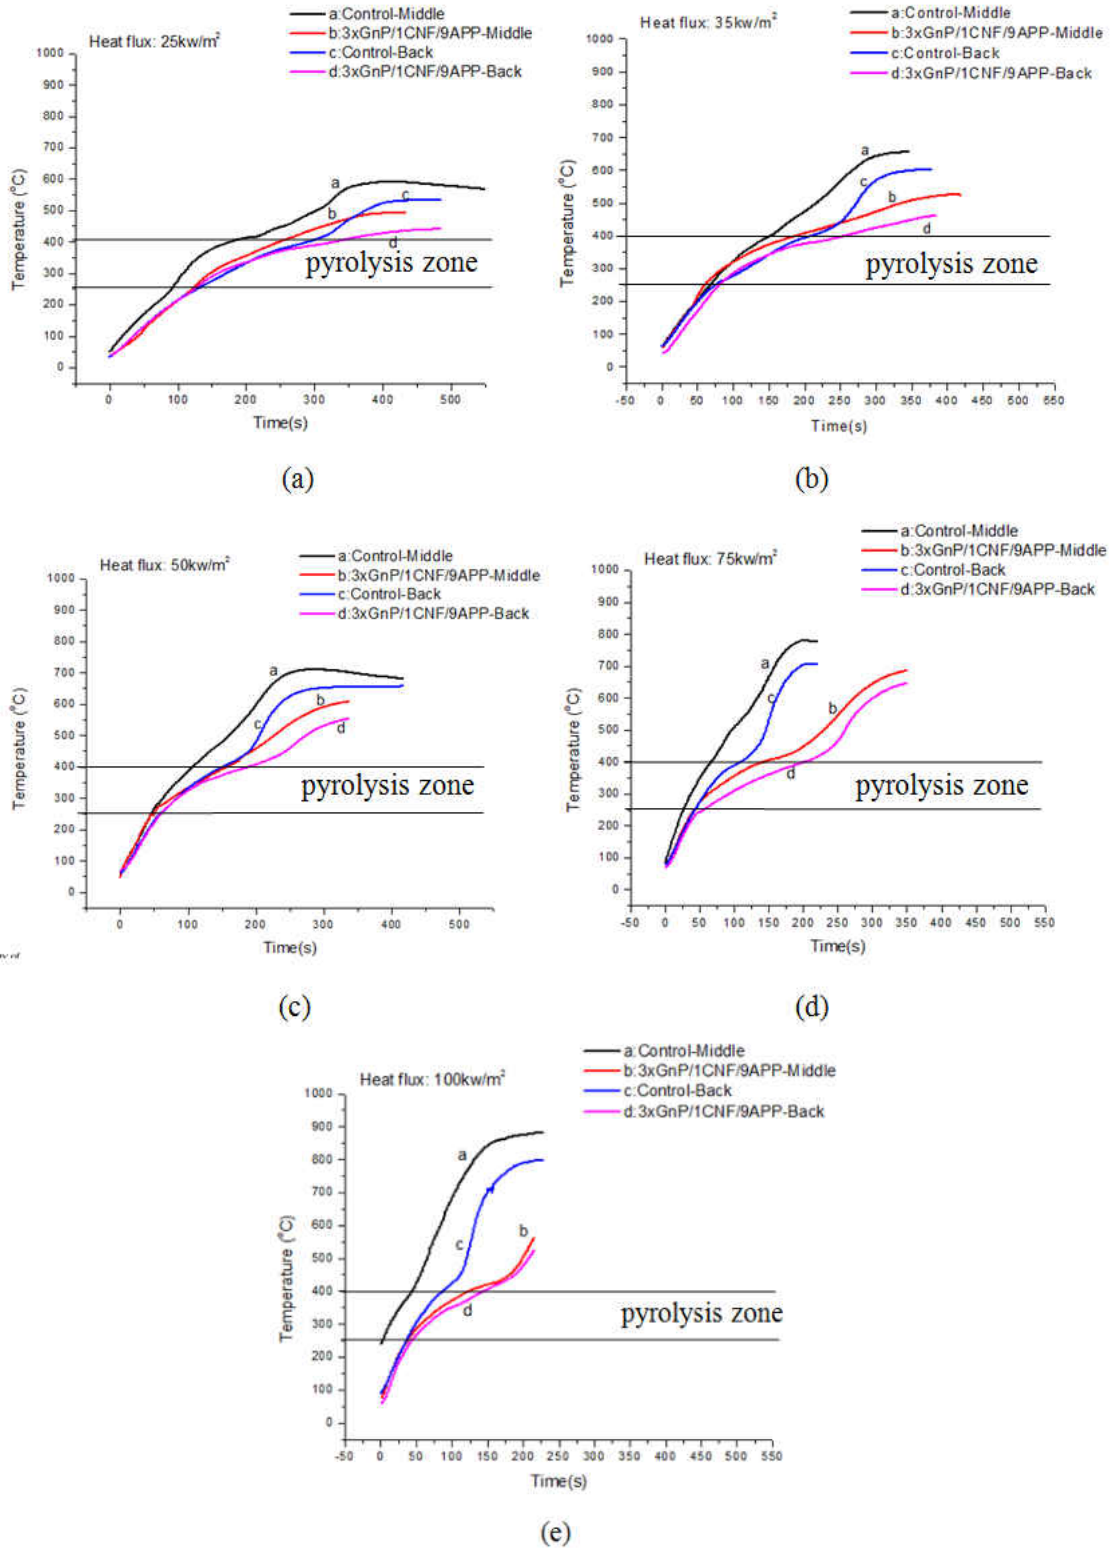 Heat flux: 25kw/m²
a:Control-Middle
b:3xGnP/1CNF/9APP-Middle
c:Control-Back
d:3xGnP/1CNF/9APP-Back
1000
900
800
700
600
500
400
300
200
100
0
Temperature (°C)
a
b
c
d
pyrolysis zone
0 100 200 300 400 500
Time(s)
(a)
Heat flux: 35kw/m²
a:Control-Middle
b:3xGnP/1CNF/9APP-Middle
c:Control-Back
d:3xGnP/1CNF/9APP-Back
1000
900
800
700
600
500
400
300
200
100
0
Temperature (°C)
a
c
b
d
pyrolysis zone
-50 0 50 100 150 200 250 300 350 400 450 500 550
Time(s)
(b)
Heat flux: 50kw/m²
a:Control-Middle
b:3xGnP/1CNF/9APP-Middle
c:Control-Back
d:3xGnP/1CNF/9APP-Back
1000
900
800
700
600
500
400
300
200
100
0
Temperature (°C)
a
c
b
d
pyrolysis zone
0 100 200 300 400 500
Time(s)
(c)
Heat flux: 75kw/m²
a:Control-Middle
b:3xGnP/1CNF/9APP-Middle
c:Control-Back
d:3xGnP/1CNF/9APP-Back
1000
900
800
700
600
500
400
300
200
100
0
Temperature (°C)
a
c
b
d
pyrolysis zone
-50 0 50 100 150 200 250 300 350 400 450 500 550
Time(s)
(d)
Heat flux: 100kw/m²
a:Control-Middle
b:3xGnP/1CNF/9APP-Middle
c:Control-Back
d:3xGnP/1CNF/9APP-Back
1000
900
800
700
600
500
400
300
200
100
0
Temperature (°C)
a
c
b
d
pyrolysis zone
-50 0 50 100 150 200 250 300 350 400 450 500 550
Time(s)
(e)